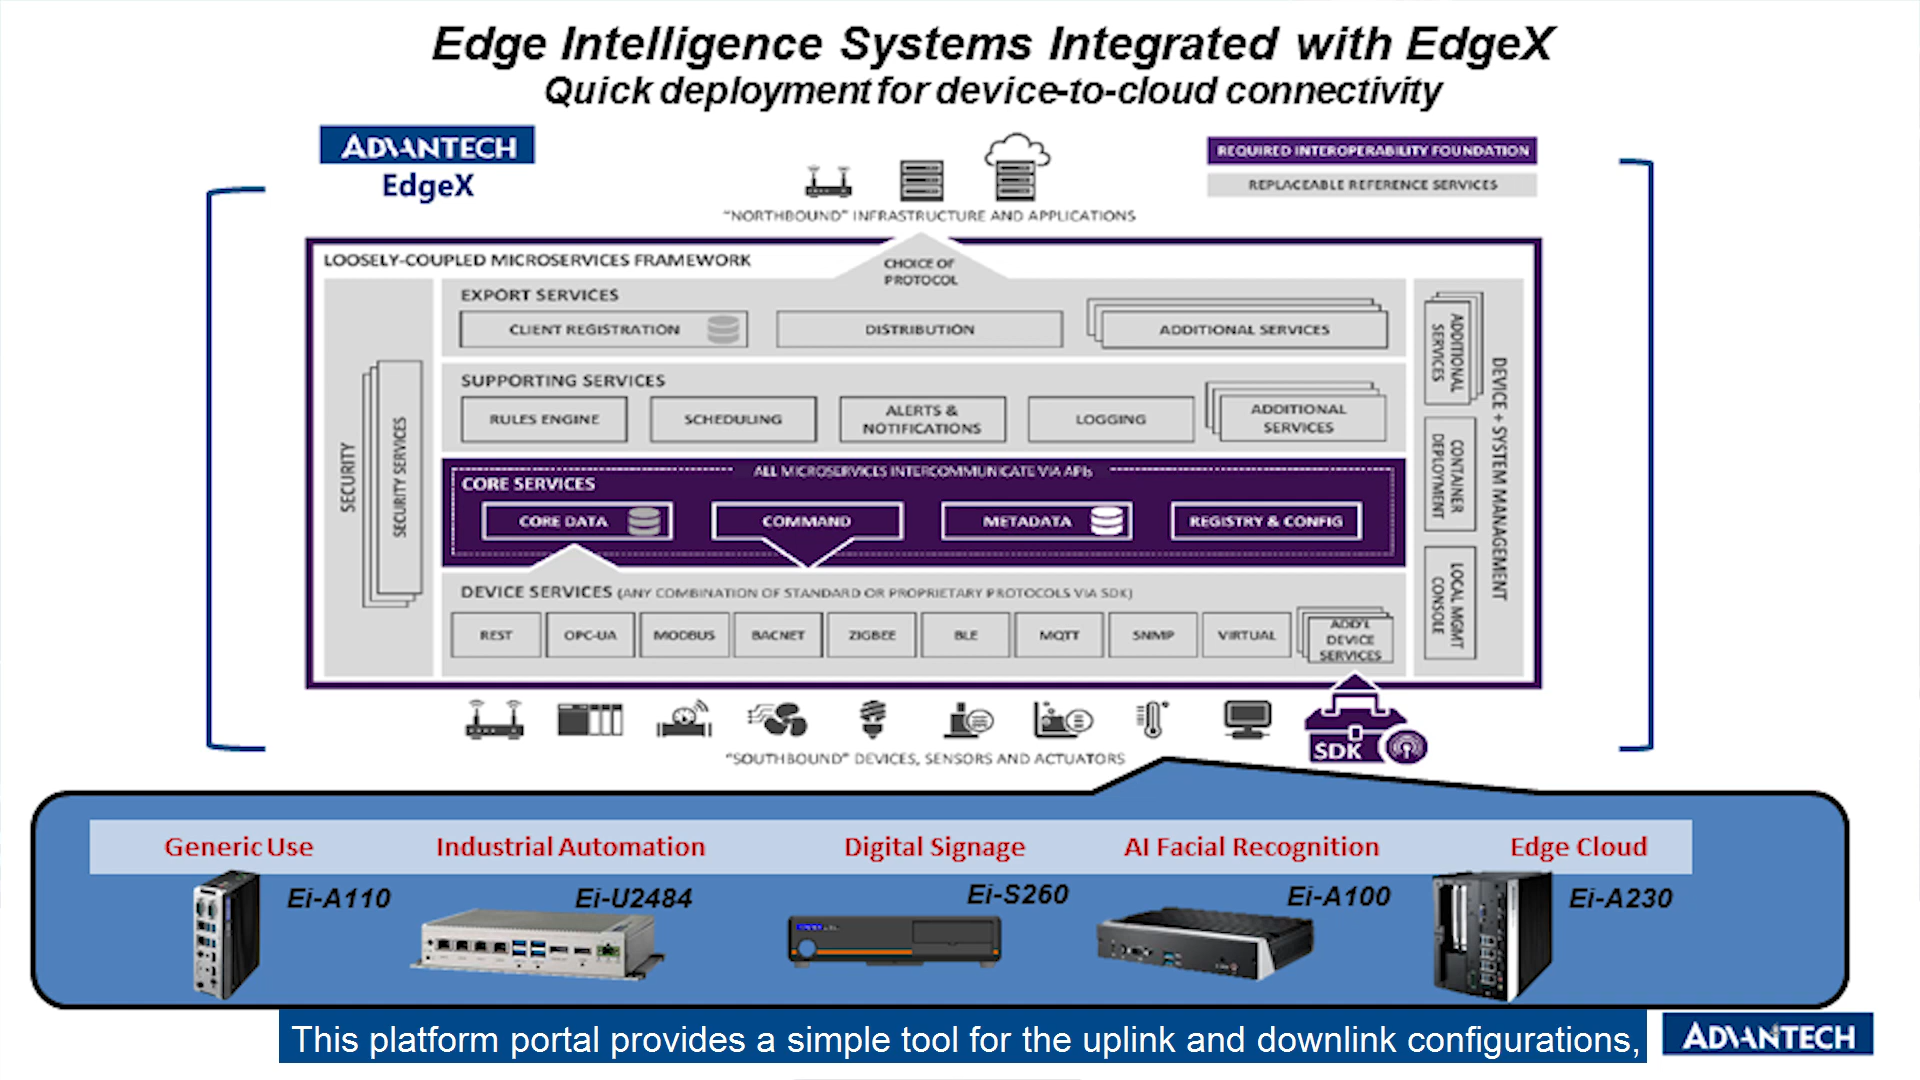 Edge Intelligence Systems Integrated with EdgeX
Quick deployment for device-to-cloud connectivity
ADVANTECH
EdgeX
REQUIRED INTEROPERABILITY FOUNDATION
REPLACEABLE REFERENCE SERVICES
"NORTHBOUND" INFRASTRUCTURE AND APPLICATIONS
LOOSELY-COUPLED MICROSERVICES FRAMEWORK
CHOICE OF
PROTOCOL
EXPORT SERVICES
CLIENT REGISTRATION
DISTRIBUTION
ADDITIONAL SERVICES
SUPPORTING SERVICES
RULES ENGINE
SCHEDULING
ALERTS &
NOTIFICATIONS
LOGGING
ADDITIONAL
SERVICES
ALL MICROSERVICES INTERCOMMUNICATE VIA APIs
CORE SERVICES
CORE DATA
COMMAND
METADATA
REGISTRY & CONFIG
DEVICE SERVICES (ANY COMBINATION OF STANDARD OR PROPRIETARY PROTOCOLS VIA SDK)
REST
OPC-UA
MODBUS
BACNET
ZIGBEE
BLE
MQTT
SNMP
VIRTUAL
ADD'L
DEVICE
SERVICES
SECURITY
SECURITY SERVICES
ADDITIONAL
SERVICES
CONTAINER
DEPLOYMENT
LOCAL MGMT
CONSOLE
DEVICE + SYSTEM MANAGEMENT
SDK
"SOUTHBOUND" DEVICES, SENSORS AND ACTUATORS
Generic Use
Industrial Automation
Digital Signage
AI Facial Recognition
Edge Cloud
Ei-A110
Ei-U2484
Ei-S260
Ei-A100
Ei-A230
This platform portal provides a simple tool for the uplink and downlink configurations,
ADVANTECH